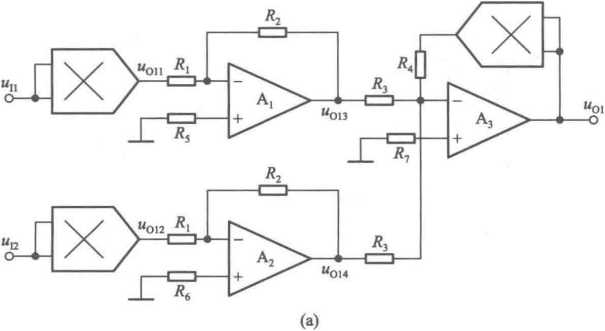 R2
R4
uI1
uO11
R1
−
A1
+
R5
uO13
R3
−
A3
+
R7
uO1
R2
uI2
uO12
R1
−
A2
+
R6
uO14
R3
(a)